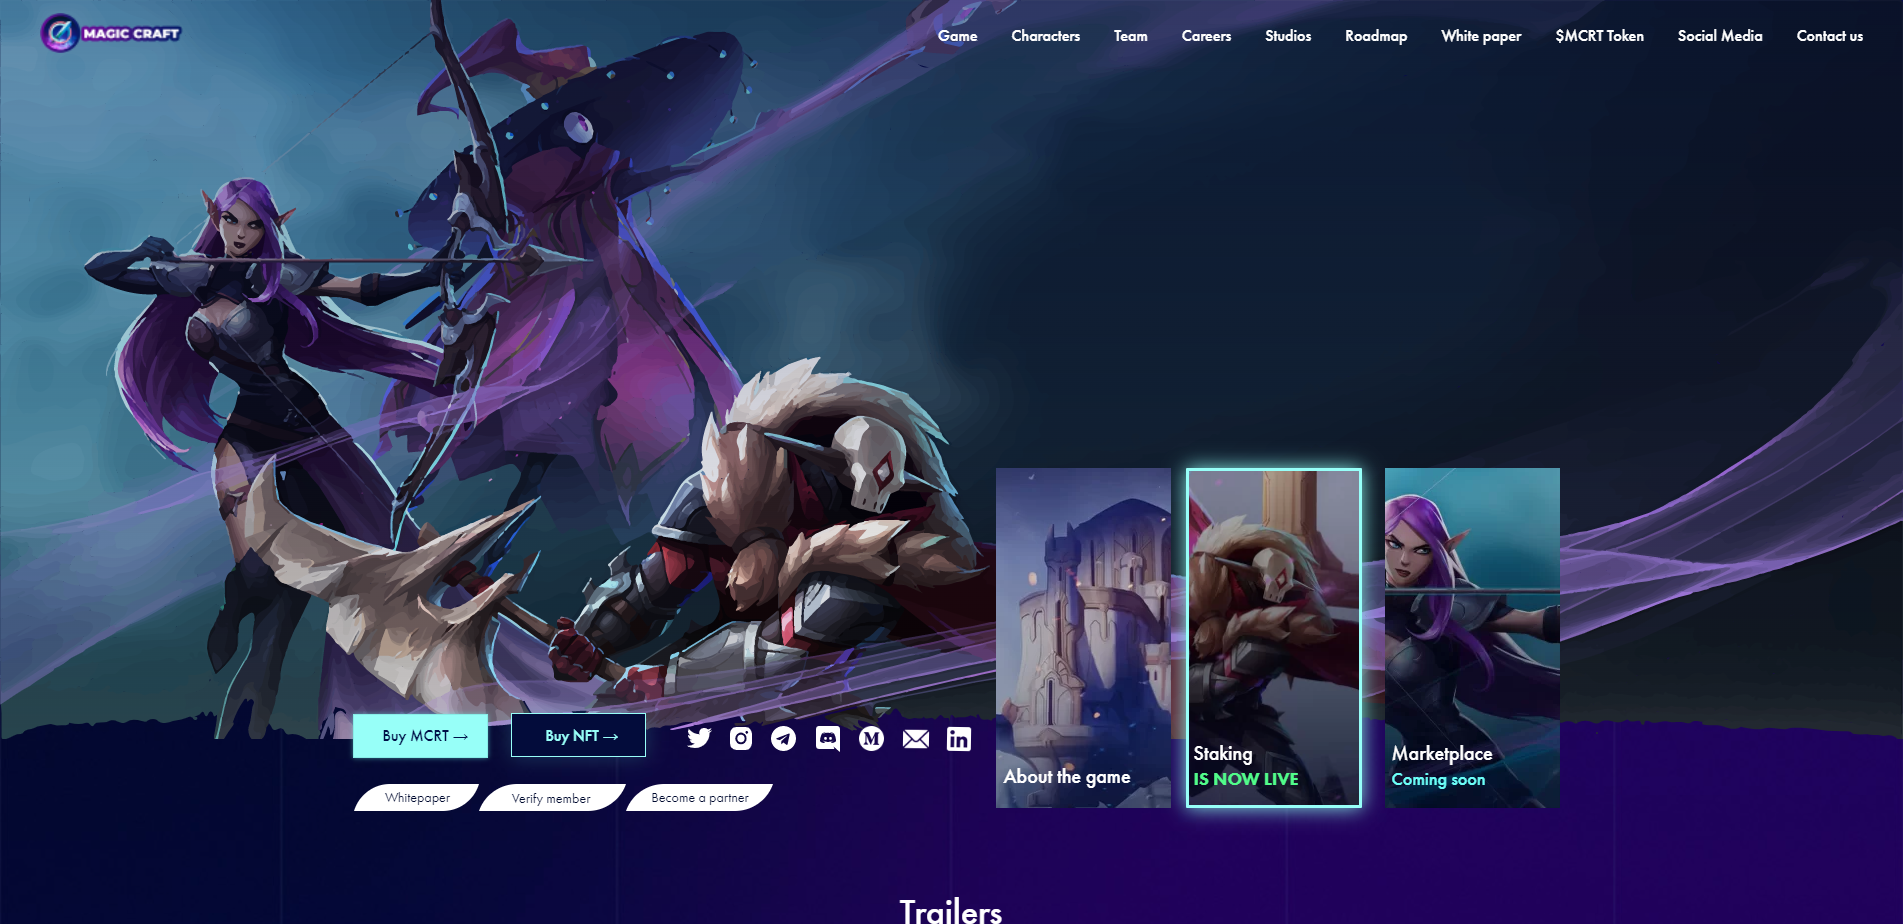 MAGIC CRAFT
Game Characters Team Careers Studios Roadmap White paper $MCRT Token Social Media Contact us
Buy MCRT →
Buy NFT →
Whitepaper
Verify member
Become a partner
About the game
Staking
IS NOW LIVE
Marketplace
Coming soon
Trailers